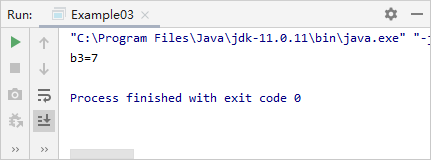 Run: Example03
"C:\Program Files\Java\jdk-11.0.11\bin\java.exe" "-j
b3=7
Process finished with exit code 0